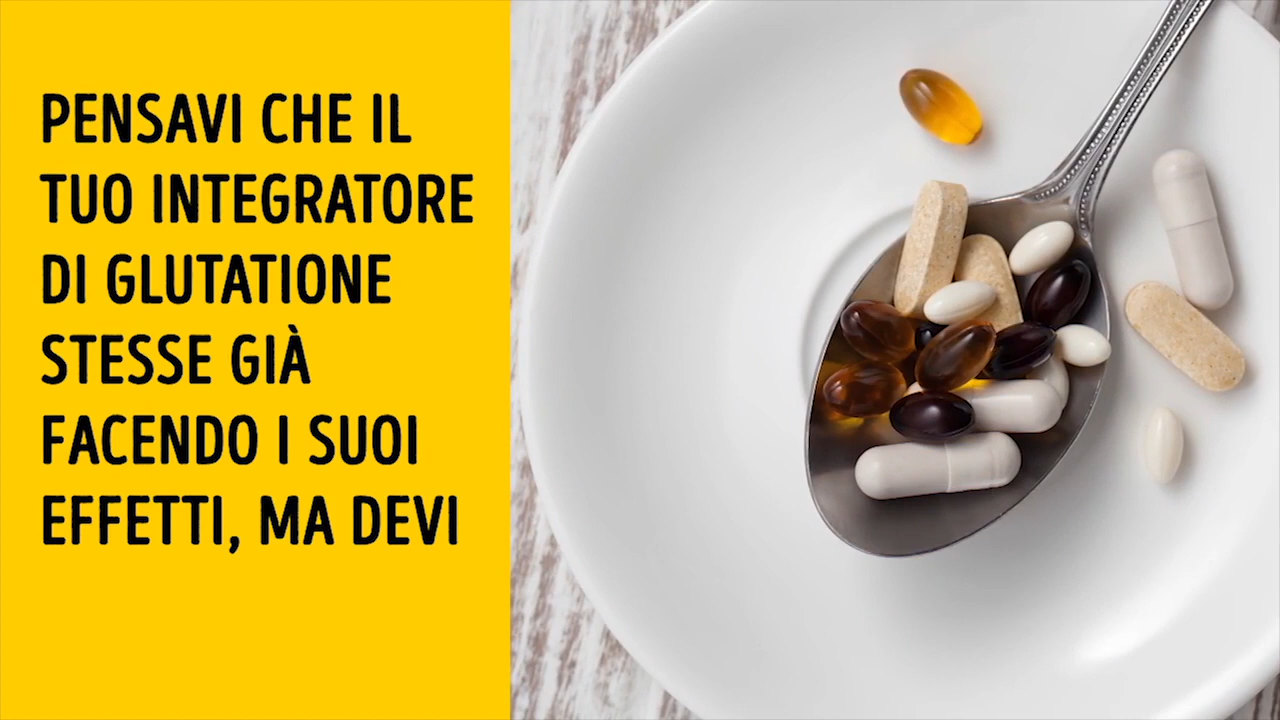 PENSAVI CHE IL
TUO INTEGRATORE
DI GLUTATIONE
STESSE GIÀ
FACENDO I SUOI
EFFETTI, MA DEVI